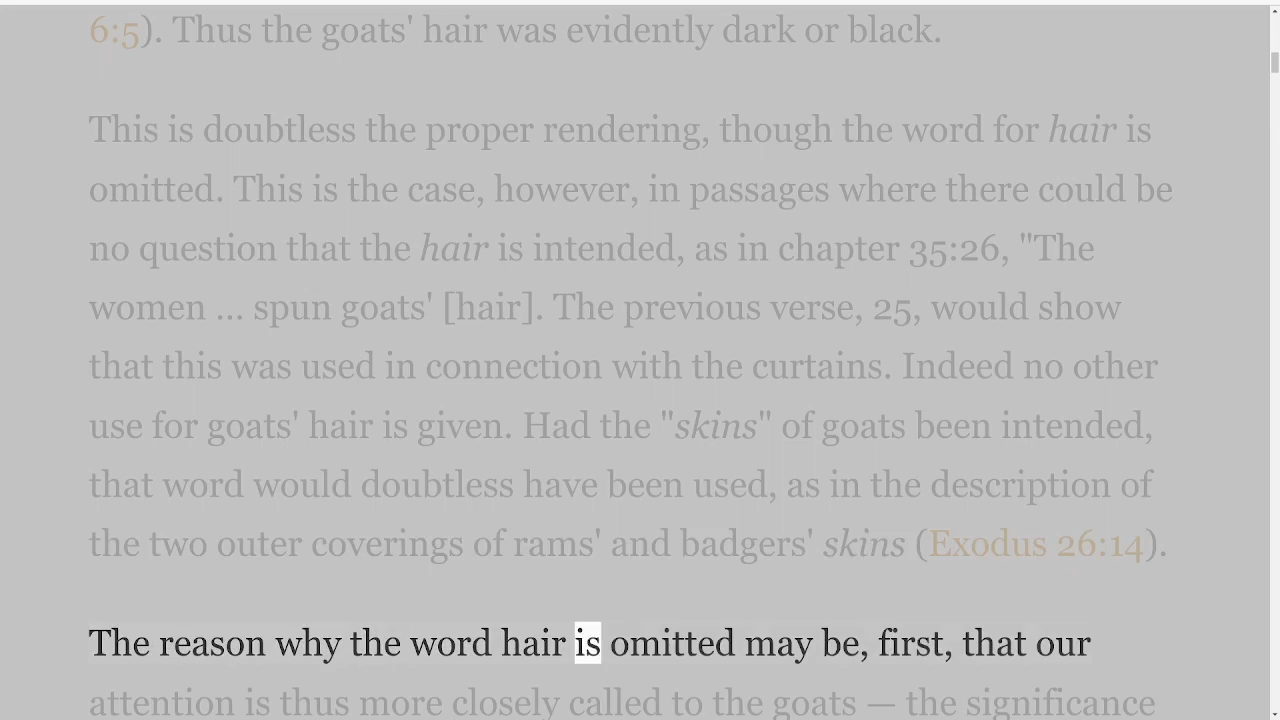 6:5). Thus the goats' hair was evidently dark or black.
This is doubtless the proper rendering, though the word for hair is
omitted. This is the case, however, in passages where there could be
no question that the hair is intended, as in chapter 35:26, "The
women ... spun goats' [hair]. The previous verse, 25, would show
that this was used in connection with the curtains. Indeed no other
use for goats' hair is given. Had the "skins" of goats been intended,
that word would doubtless have been used, as in the description of
the two outer coverings of rams' and badgers' skins (Exodus 26:14).
The reason why the word hair is omitted may be, first, that our
attention is thus more closely called to the goats — the significance